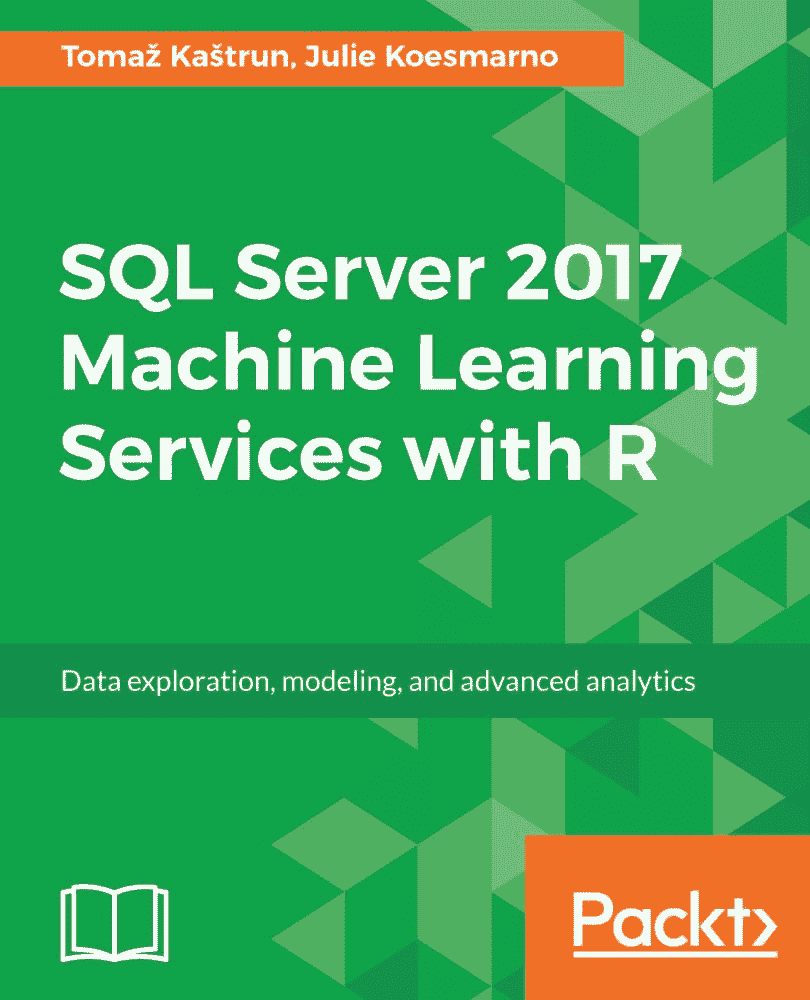 Tomaž Kaštrun, Julie Koesmarno
SQL Server 2017
Machine Learning
Services with R
Data exploration, modeling, and advanced analytics
Packt>